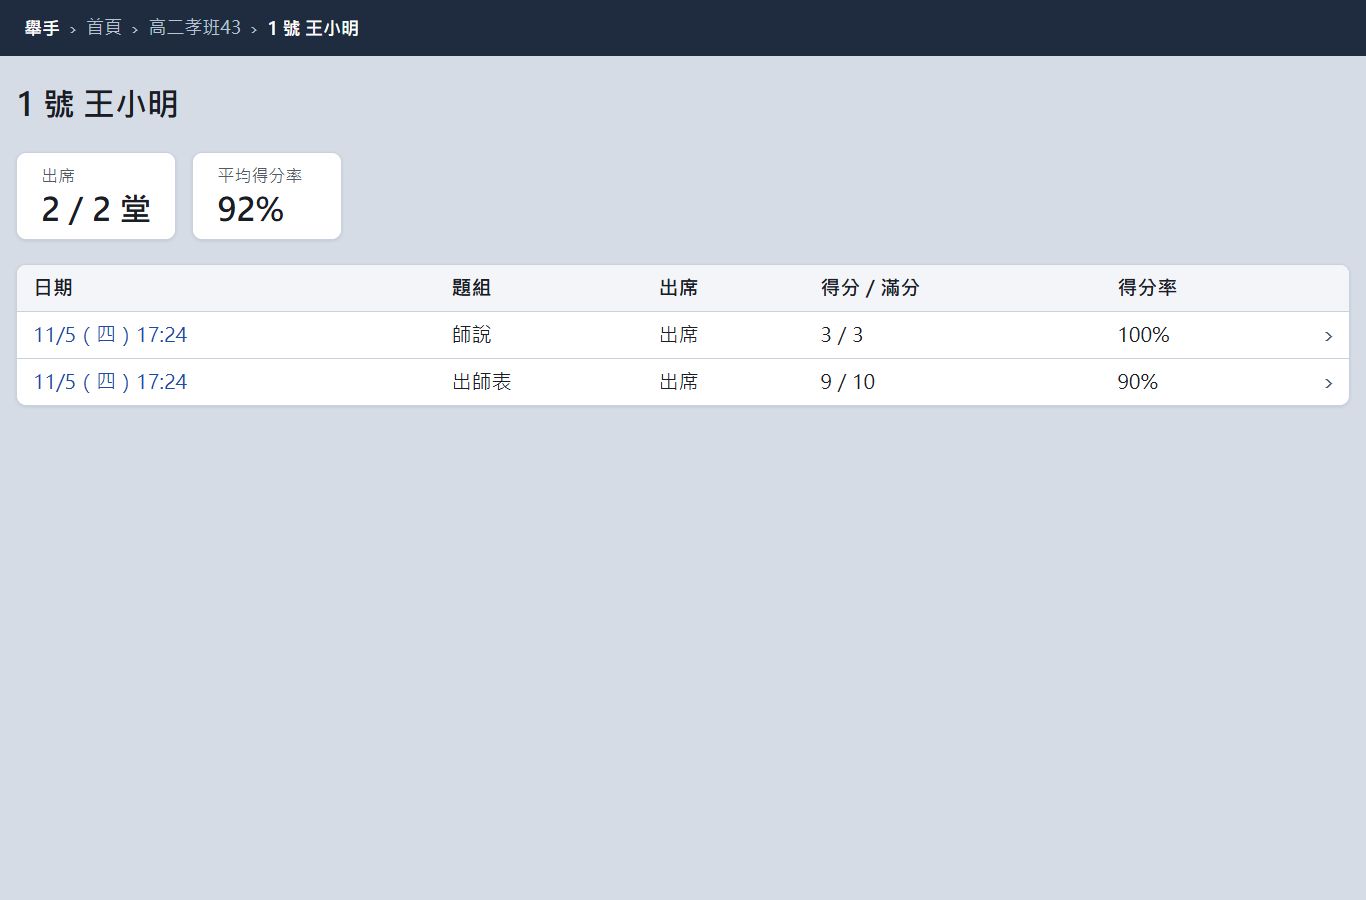 舉手 › 首頁 › 高二孝班43 › 1 號 王小明
1 號 王小明
出席
2 / 2 堂
平均得分率
92%
日期 題組 出席 得分 / 滿分 得分率
11/5 ( 四 ) 17:24 師說 出席 3 / 3 100% ›
11/5 ( 四 ) 17:24 出師表 出席 9 / 10 90% ›